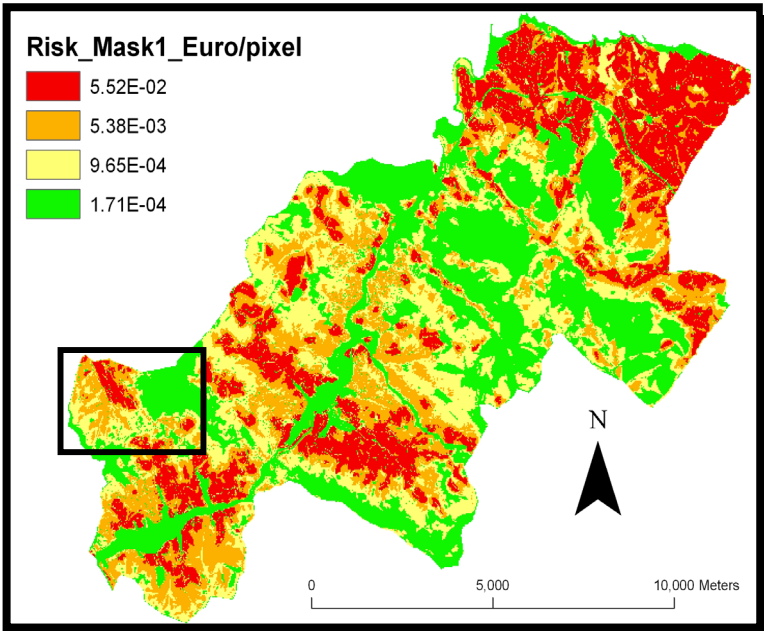 Risk_Mask1_Euro/pixel
5.52E-02
5.38E-03
9.65E-04
1.71E-04
N
0 5,000 10,000 Meters